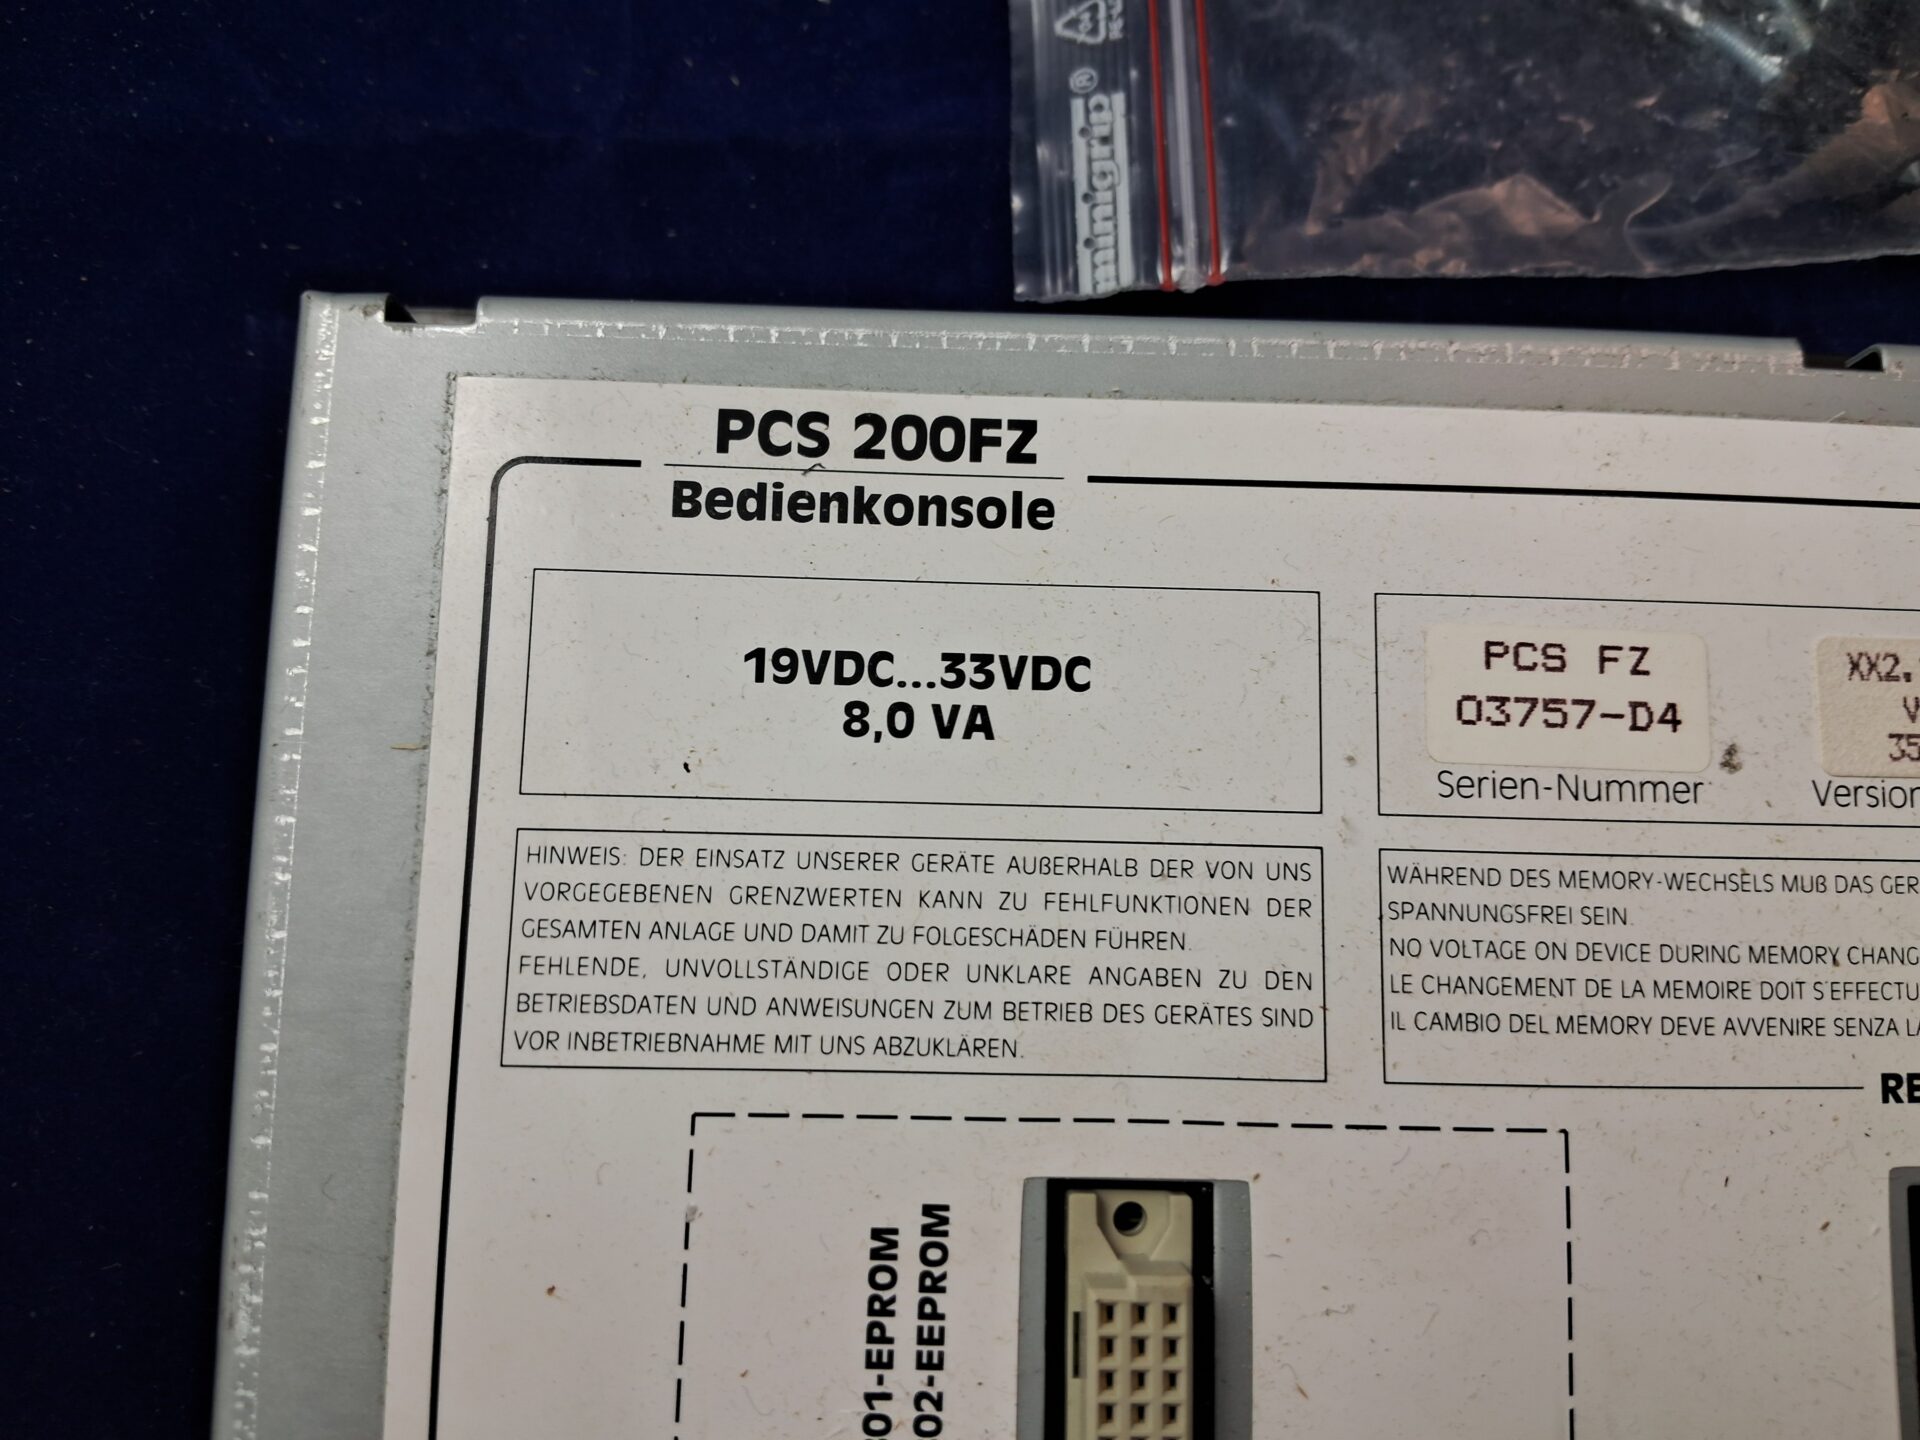 minigrip®
04
PCS 200FZ
Bedienkonsole
19VDC...33VDC
8,0 VA
PCS FZ
03757-D4
Serien-Nummer
XX2.
V
35
Version
HINWEIS: DER EINSATZ UNSERER GERÄTE AUßERHALB DER VON UNS
VORGEGEBENEN GRENZWERTEN KANN ZU FEHLFUNKTIONEN DER
GESAMTEN ANLAGE UND DAMIT ZU FOLGESCHÄDEN FÜHREN.
FEHLENDE, UNVOLLSTÄNDIGE ODER UNKLARE ANGABEN ZU DEN
BETRIEBSDATEN UND ANWEISUNGEN ZUM BETRIEB DES GERÄTES SIND
VOR INBETRIEBNAHME MIT UNS ABZUKLÄREN.
WÄHREND DES MEMORY-WECHSELS MUß DAS GER
SPANNUNGSFREI SEIN.
NO VOLTAGE ON DEVICE DURING MEMORY CHANG
LE CHANGEMENT DE LA MEMOIRE DOIT S'EFFECTU
IL CAMBIO DEL MEMORY DEVE AVVENIRE SENZA LA
RE
01-EPROM
02-EEPROM